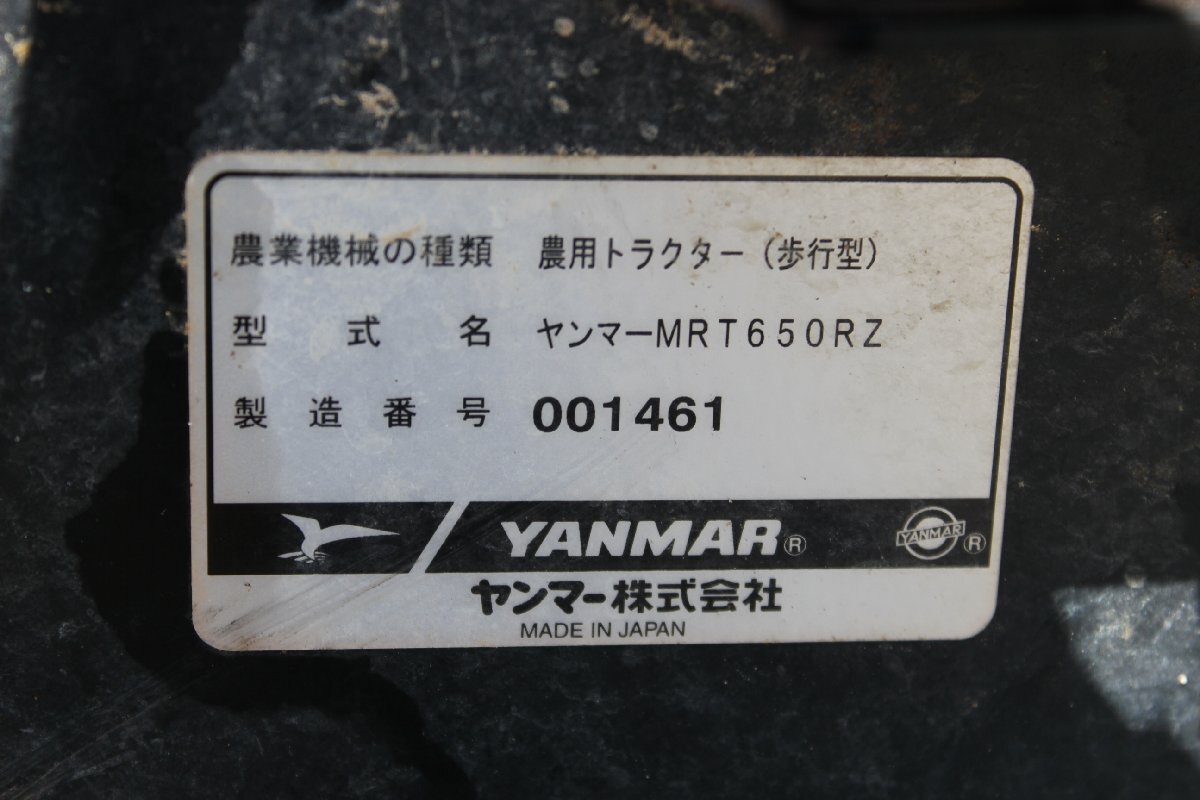 農業機械の種類 農用トラクター(歩行型)
型式名 ヤンマーMRT650RZ
製造番号 001461
YANMAR® YANMAR®
ヤンマー株式会社
MADE IN JAPAN